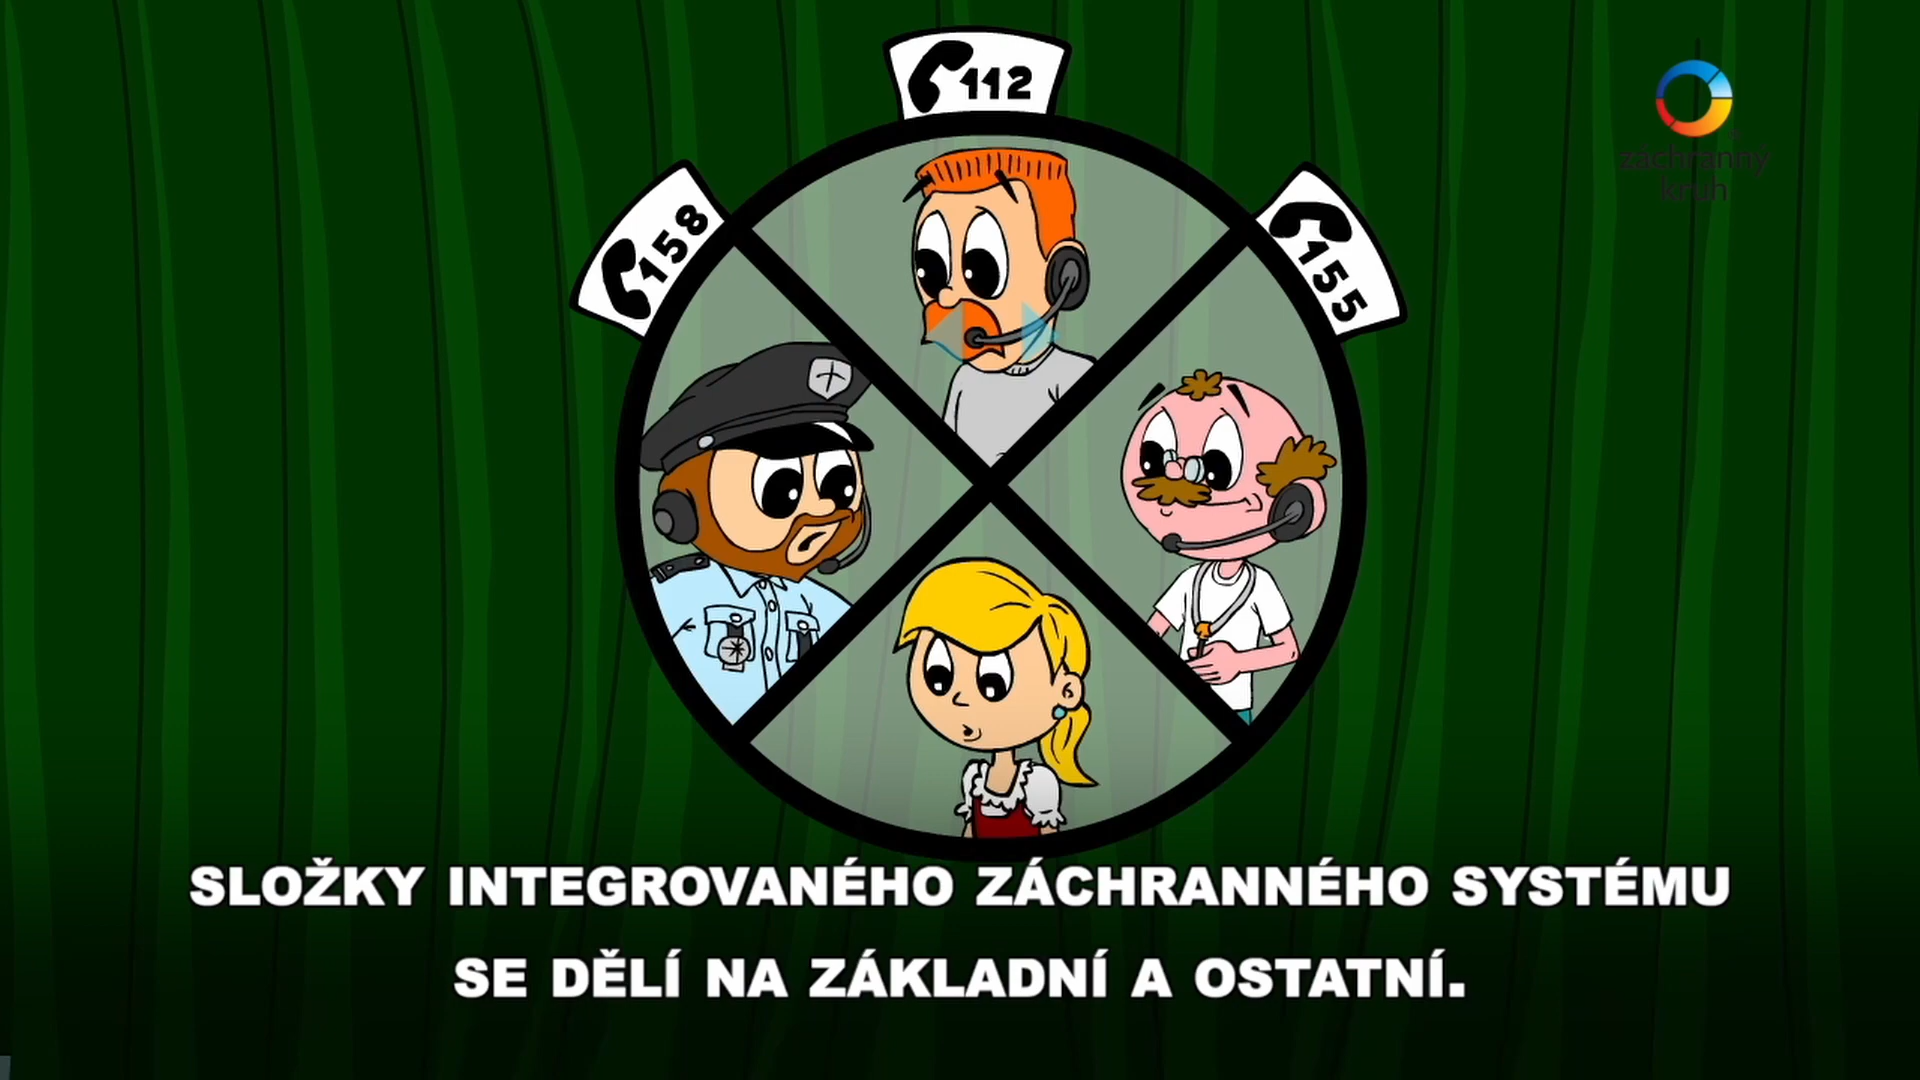 112
158
155
záchranný
kruh
SLOŽKY INTEGROVANÉHO ZÁCHRANNÉHO SYSTÉMU
SE DĚLÍ NA ZÁKLADNÍ A OSTATNÍ.